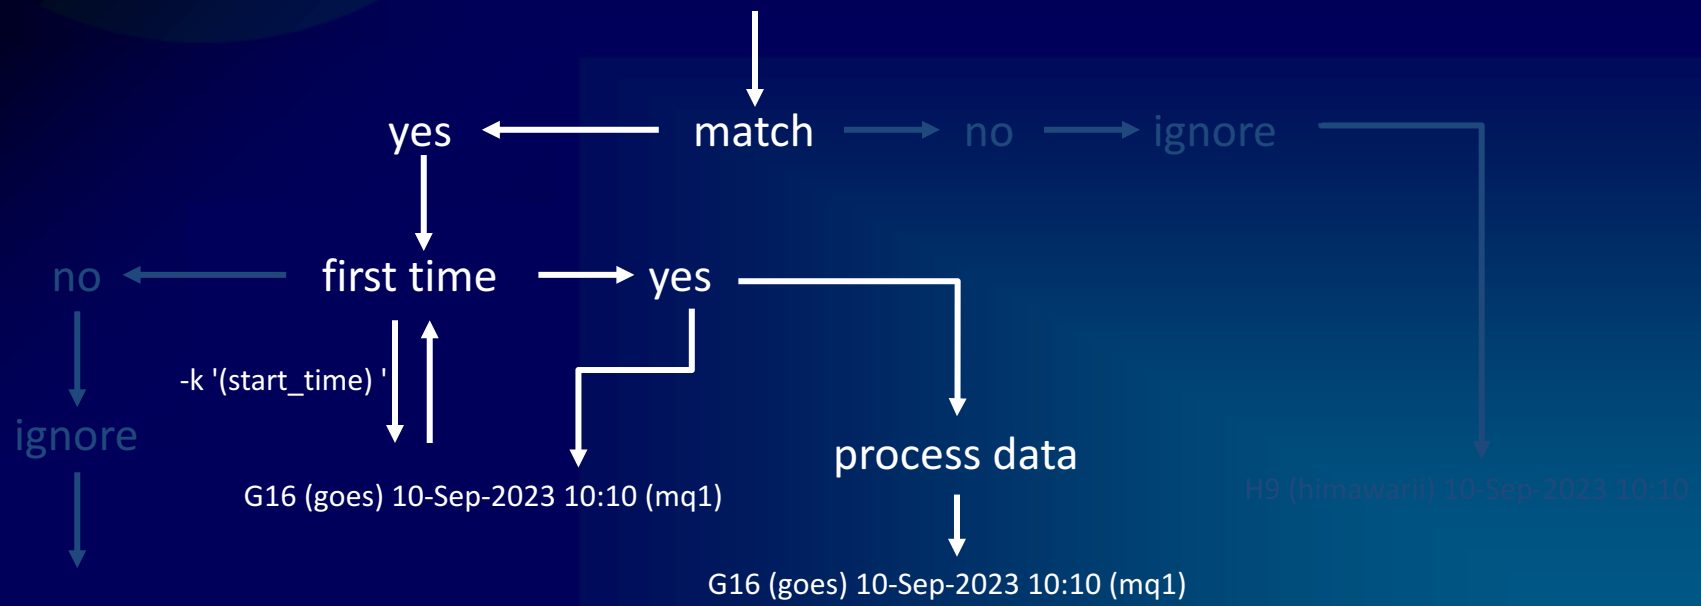 yes
match
no
ignore
no
first time
yes
-k '(start_time) '
ignore
process data
G16 (goes) 10-Sep-2023 10:10 (mq1)
H9 (himawarii) 10-Sep-2023 10:10
G16 (goes) 10-Sep-2023 10:10 (mq1)